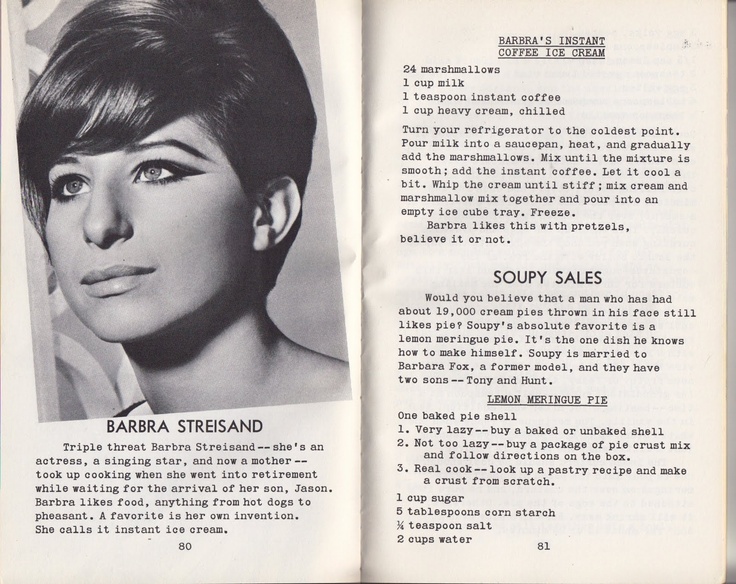 BARBRA STREISAND
Triple threat Barbra Streisand--she's an
actress, a singing star, and now a mother--
took up cooking when she went into retirement
while waiting for the arrival of her son, Jason.
Barbra likes food, anything from hot dogs to
pheasant. A favorite is her own invention.
She calls it instant ice cream.
80
BARBRA'S INSTANT
COFFEE ICE CREAM
24 marshmallows
1 cup milk
1 teaspoon instant coffee
1 cup heavy cream, chilled
Turn your refrigerator to the coldest point.
Pour milk into a saucepan, heat, and gradually
add the marshmallows. Mix until the mixture is
smooth; add the instant coffee. Let it cool a
bit. Whip the cream until stiff; mix cream and
marshmallow mix together and pour into an
empty ice cube tray. Freeze.
Barbra likes this with pretzels,
believe it or not.
SOUPY SALES
Would you believe that a man who has had
about 19,000 cream pies thrown in his face still
likes pie? Soupy's absolute favorite is a
lemon meringue pie. It's the one dish he knows
how to make himself. Soupy is married to
Barbara Fox, a former model, and they have
two sons--Tony and Hunt.
LEMON MERINGUE PIE
One baked pie shell
1. Very lazy--buy a baked or unbaked shell
2. Not too lazy--buy a package of pie crust mix
and follow directions on the box.
3. Real cook--look up a pastry recipe and make
a crust from scratch.
1 cup sugar
5 tablespoons corn starch
¼ teaspoon salt
2 cups water
81